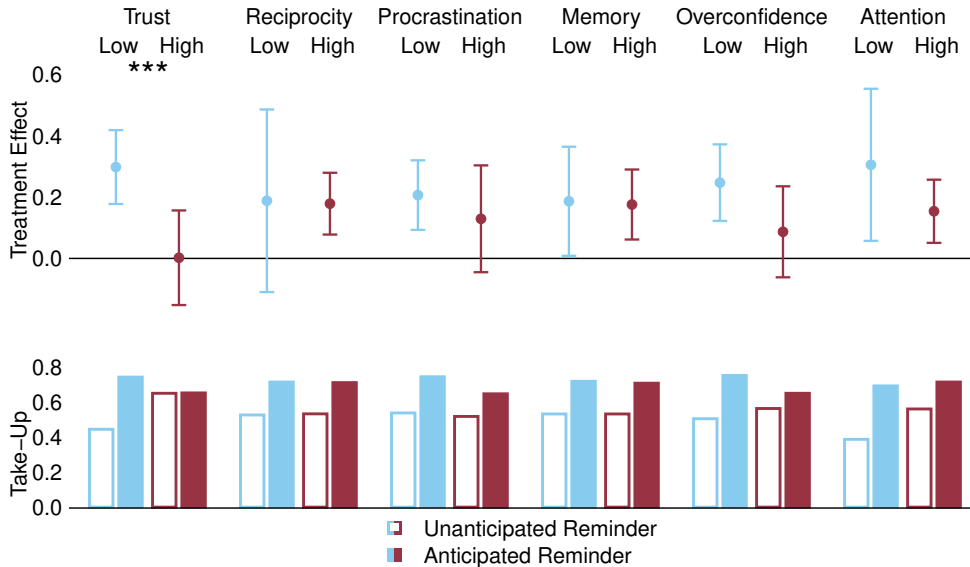 Trust Reciprocity Procrastination Memory Overconfidence Attention
Low High Low High Low High Low High Low High Low High
***
0.6
0.4
0.2
0.0
Treatment Effect
0.8
0.6
0.4
0.2
0.0
Take−Up
Unanticipated Reminder
Anticipated Reminder